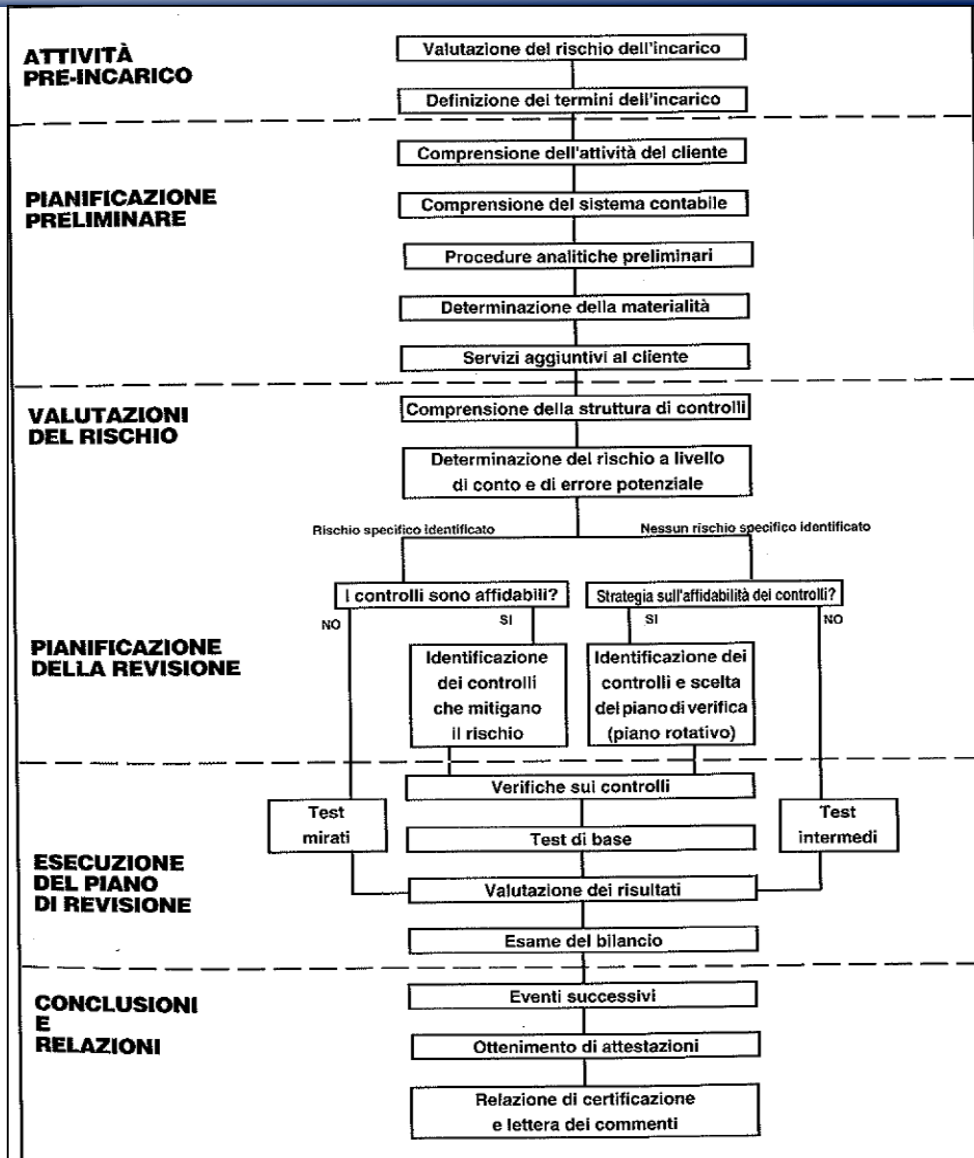 ATTIVITÀ
PRE-INCARICO
Valutazione del rischio dell'incarico
Definizione dei termini dell'incarico
PIANIFICAZIONE
PRELIMINARE
Comprensione dell'attività del cliente
Comprensione del sistema contabile
Procedure analitiche preliminari
Determinazione della materialità
Servizi aggiuntivi al cliente
VALUTAZIONI
DEL RISCHIO
Comprensione della struttura di controlli
Determinazione del rischio a livello
di conto e di errore potenziale
Rischio specifico identificato
Nessun rischio specifico identificato
PIANIFICAZIONE
DELLA REVISIONE
I controlli sono affidabili?
Strategia sull'affidabilità dei controlli?
NO
SI
SI
NO
Identificazione
dei controlli
che mitigano
il rischio
Identificazione dei
controlli e scelta
del piano di verifica
(piano rotativo)
ESECUZIONE
DEL PIANO
DI REVISIONE
Verifiche sui controlli
Test
mirati
Test di base
Test
intermedi
Valutazione dei risultati
Esame del bilancio
CONCLUSIONI
E
RELAZIONI
Eventi successivi
Ottenimento di attestazioni
Relazione di certificazione
e lettera dei commenti